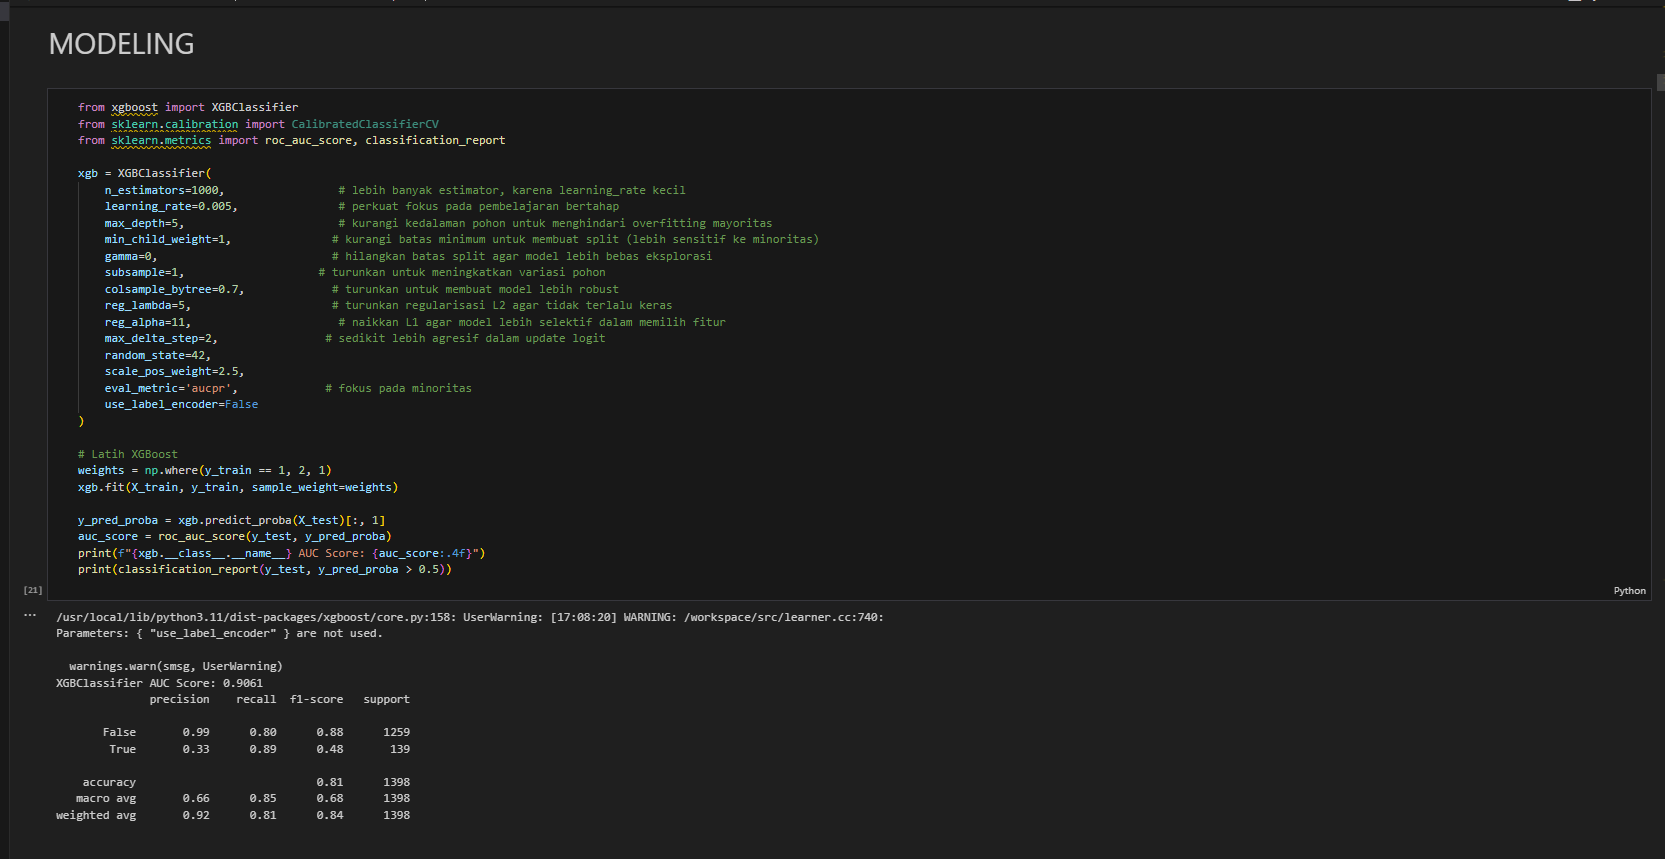 MODELING
from xgboost import XGBClassifier
from sklearn.calibration import CalibratedClassifierCV
from sklearn.metrics import roc_auc_score, classification_report
xgb = XGBClassifier(
n_estimators=1000, # lebih banyak estimator, karena learning_rate kecil
learning_rate=0.005, # perkuat fokus pada pembelajaran bertahap
max_depth=5, # kurangi kedalaman pohon untuk menghindari overfitting mayoritas
min_child_weight=1, # kurangi batas minimum untuk membuat split (lebih sensitif ke minoritas)
gamma=0, # hilangkan batas split agar model lebih bebas eksplorasi
subsample=1, # turunkan untuk meningkatkan variasi pohon
colsample_bytree=0.7, # turunkan untuk membuat model lebih robust
reg_lambda=5, # turunkan regularisasi L2 agar tidak terlalu keras
reg_alpha=11, # naikkan L1 agar model lebih selektif dalam memilih fitur
max_delta_step=2, # sedikit lebih agresif dalam update logit
random_state=42,
scale_pos_weight=2.5,
eval_metric='aucpr', # fokus pada minoritas
use_label_encoder=False
)
# Latih XGBoost
weights = np.where(y_train == 1, 2, 1)
xgb.fit(X_train, y_train, sample_weight=weights)
y_pred_proba = xgb.predict_proba(X_test)[:, 1]
auc_score = roc_auc_score(y_test, y_pred_proba)
print(f"{xgb.__class__.__name__} AUC Score: {auc_score:.4f}")
print(classification_report(y_test, y_pred_proba > 0.5))
[21]
Python
... /usr/local/lib/python3.11/dist-packages/xgboost/core.py:158: UserWarning: [17:08:20] WARNING: /workspace/src/learner.cc:740:
Parameters: { "use_label_encoder" } are not used.
warnings.warn(smsg, UserWarning)
XGBClassifier AUC Score: 0.9061
precision recall f1-score support
False 0.99 0.80 0.88 1259
True 0.33 0.89 0.48 139
accuracy 0.81 1398
macro avg 0.66 0.85 0.68 1398
weighted avg 0.92 0.81 0.84 1398